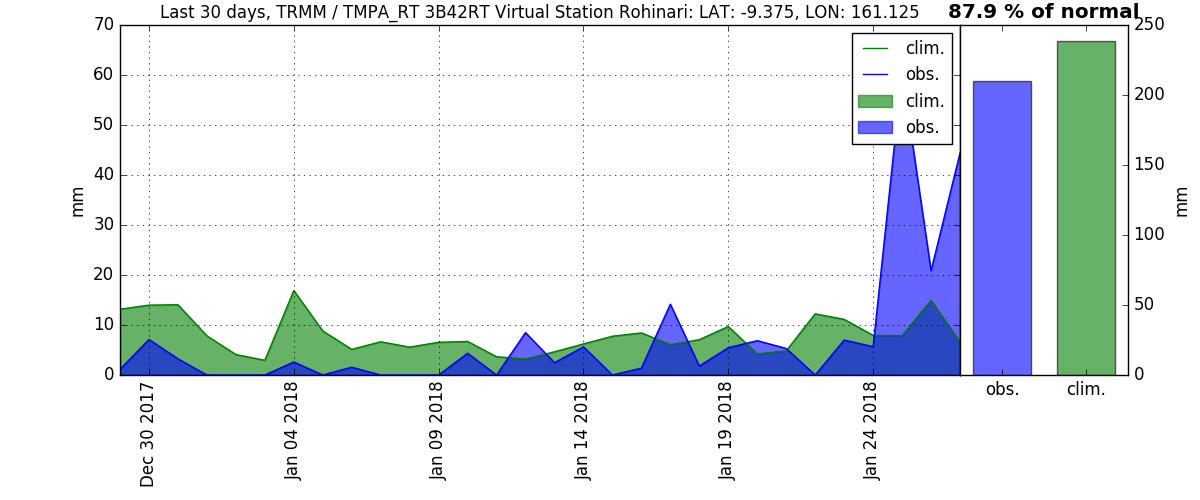 Last 30 days, TRMM / TMPA_RT 3B42RT Virtual Station Rohinari: LAT: -9.375, LON: 161.125
87.9 % of normal
70
60
50
40
30
20
10
0
mm
clim.
obs.
clim.
obs.
Dec 30 2017
Jan 04 2018
Jan 09 2018
Jan 14 2018
Jan 19 2018
Jan 24 2018
250
200
150
100
50
0
mm
obs.
clim.